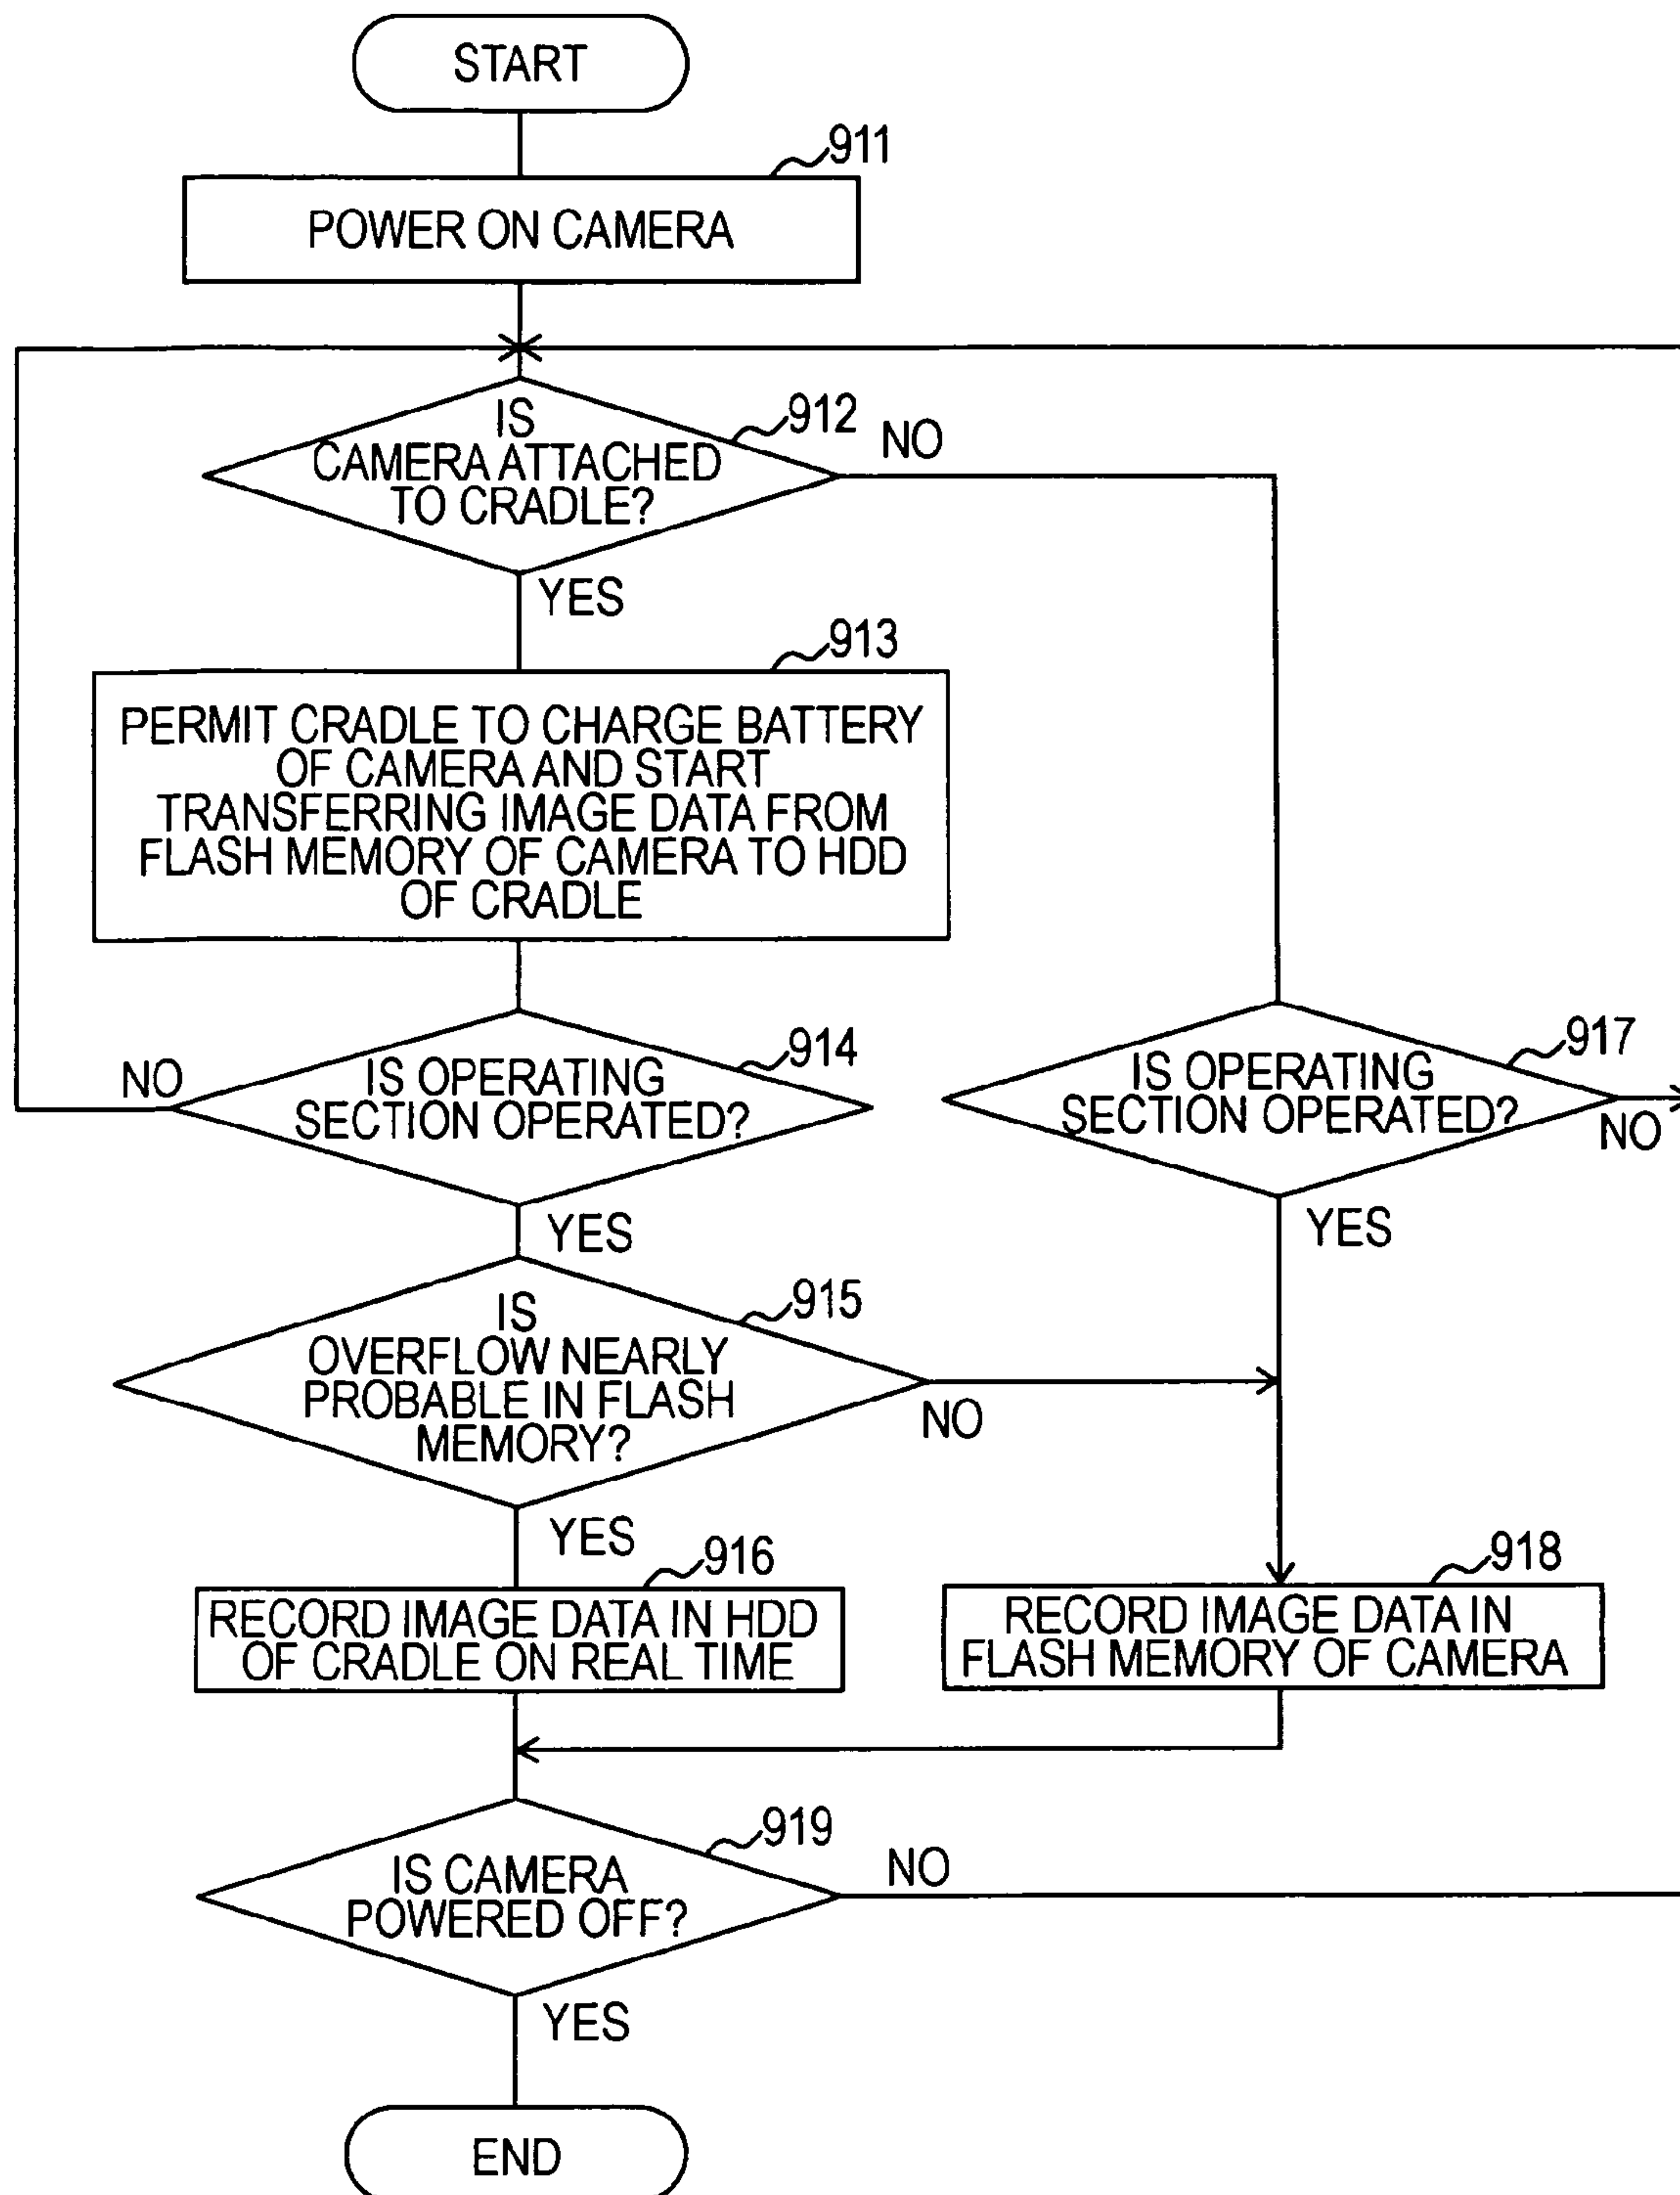 START
911
POWER ON CAMERA
IS
CAMERA ATTACHED
TO CRADLE?
912
NO
YES
913
PERMIT CRADLE TO CHARGE BATTERY
OF CAMERA AND START
TRANSFERRING IMAGE DATA FROM
FLASH MEMORY OF CAMERA TO HDD
OF CRADLE
NO
IS OPERATING
SECTION OPERATED?
914
YES
IS OPERATING
SECTION OPERATED?
917
NO
YES
IS
OVERFLOW NEARLY
PROBABLE IN FLASH
MEMORY?
915
NO
YES
916
RECORD IMAGE DATA IN HDD
OF CRADLE ON REAL TIME
918
RECORD IMAGE DATA IN
FLASH MEMORY OF CAMERA
IS CAMERA
POWERED OFF?
919
NO
YES
END